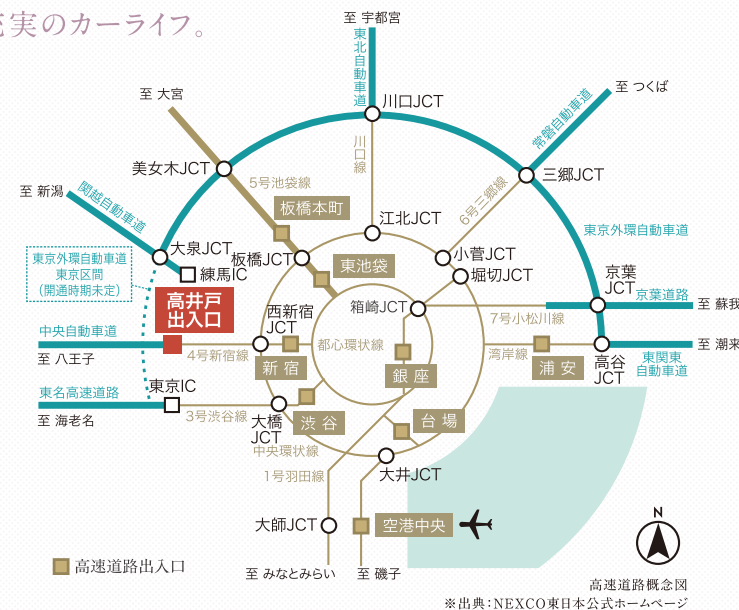 充実のカーライフ。
至 宇都宮
東北自動車道
至 大宮
川口JCT
至 つくば
常磐自動車道
美女木JCT
川口線
5号池袋線
三郷JCT
至 新潟
関越自動車道
6号三郷線
板橋本町
江北JCT
東京外環自動車道
大泉JCT
板橋JCT
小菅JCT
東京外環自動車道
東京区間
（開通時期未定）
練馬IC
東池袋
堀切JCT
京葉
JCT
京葉道路
高井戸
出入口
西新宿
JCT
箱崎JCT
7号小松川線
至 蘇我
中央自動車道
至 八王子
4号新宿線
都心環状線
湾岸線
至 潮来
新宿
銀座
浦安
高谷
JCT
東関東
自動車道
東名高速道路
東京IC
至 海老名
3号渋谷線
大橋
JCT
渋谷
台場
中央環状線
1号羽田線
大井JCT
大師JCT
空港中央
N
高速道路出入口
至 みなとみらい
至 磯子
高速道路概念図
※出典：NEXCO東日本公式ホームページ